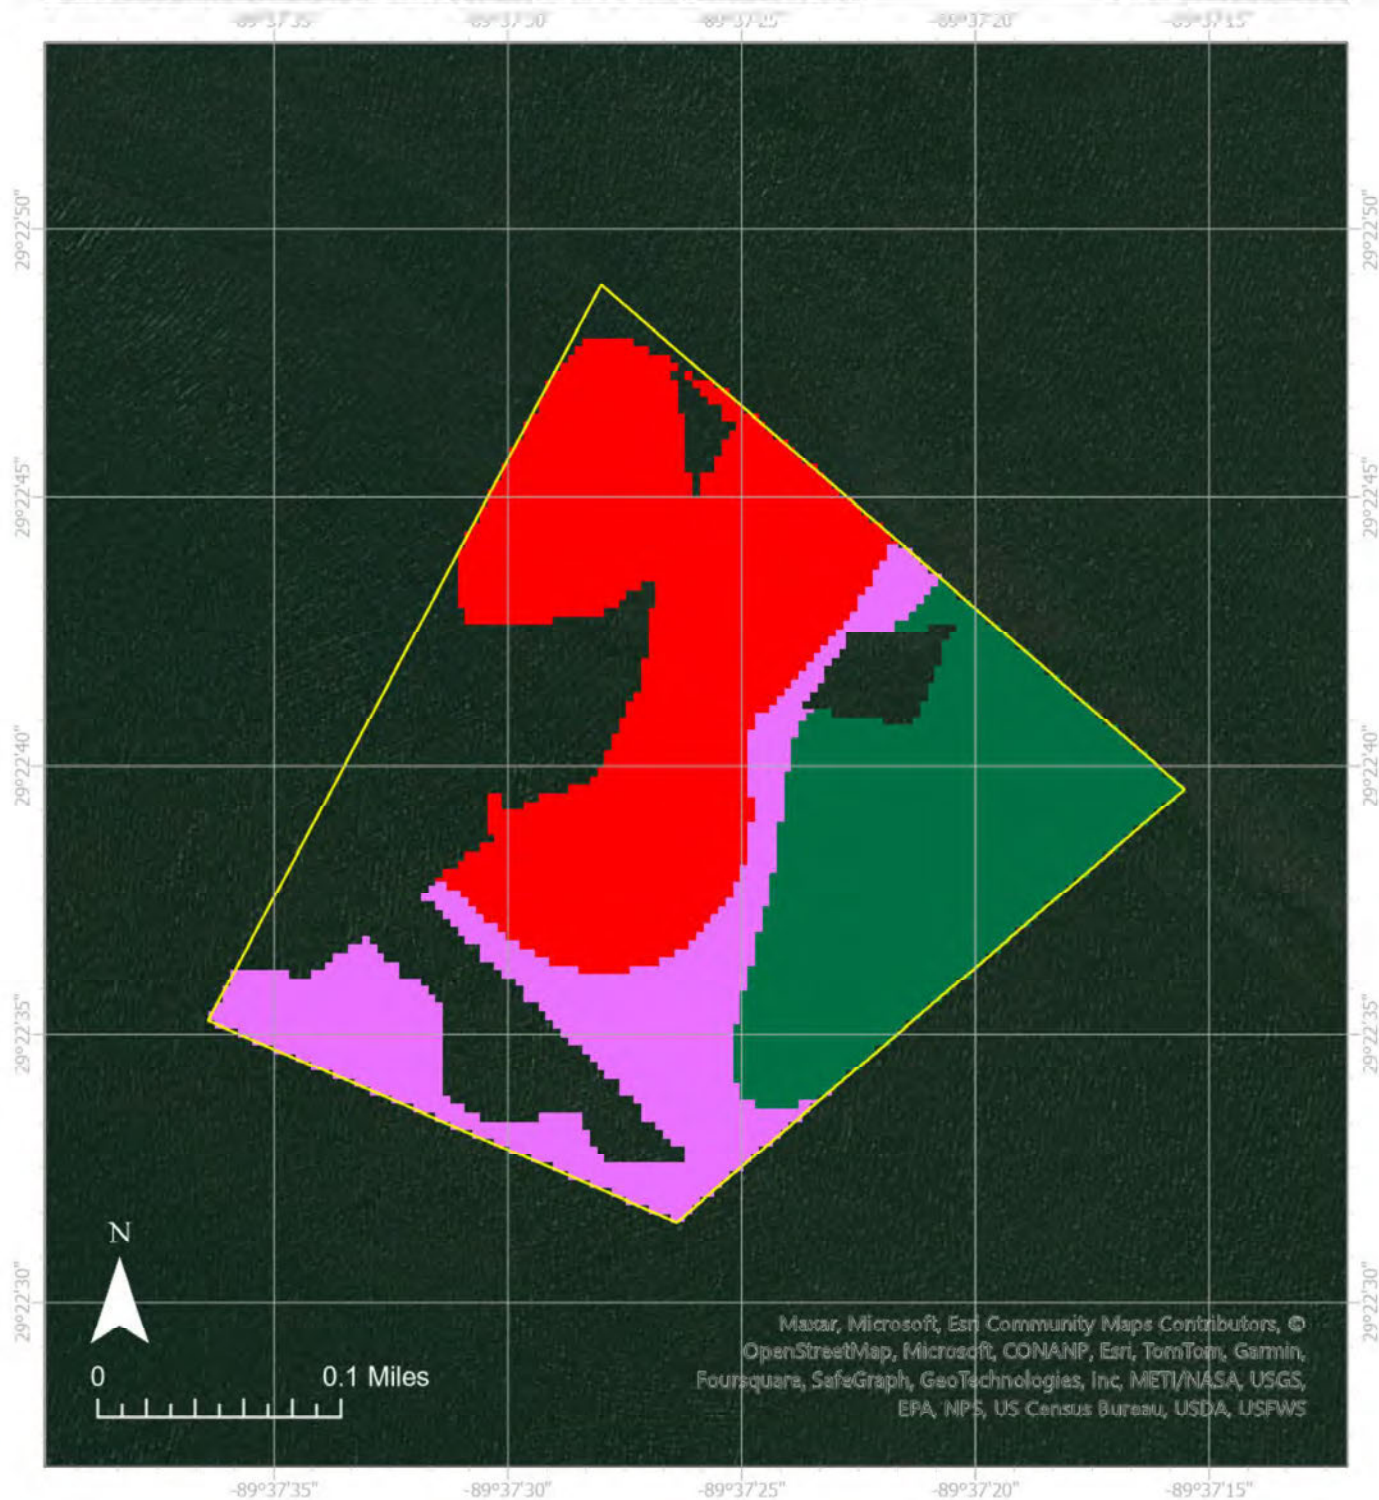 -89°37'35" -89°37'30" -89°37'25" -89°37'20" -89°37'15"
29°22'50" 29°22'50"
29°22'45" 29°22'45"
29°22'40" 29°22'40"
29°22'35" 29°22'35"
N
29°22'30" 29°22'30"
Maxar, Microsoft, Esri Community Maps Contributors, ©
OpenStreetMap, Microsoft, CONANP, Esri, TomTom, Garmin,
Foursquare, SafeGraph, GeoTechnologies, Inc, METI/NASA, USGS,
EPA, NPS, US Census Bureau, USDA, USFWS
0 0.1 Miles
-89°37'35" -89°37'30" -89°37'25" -89°37'20" -89°37'15"